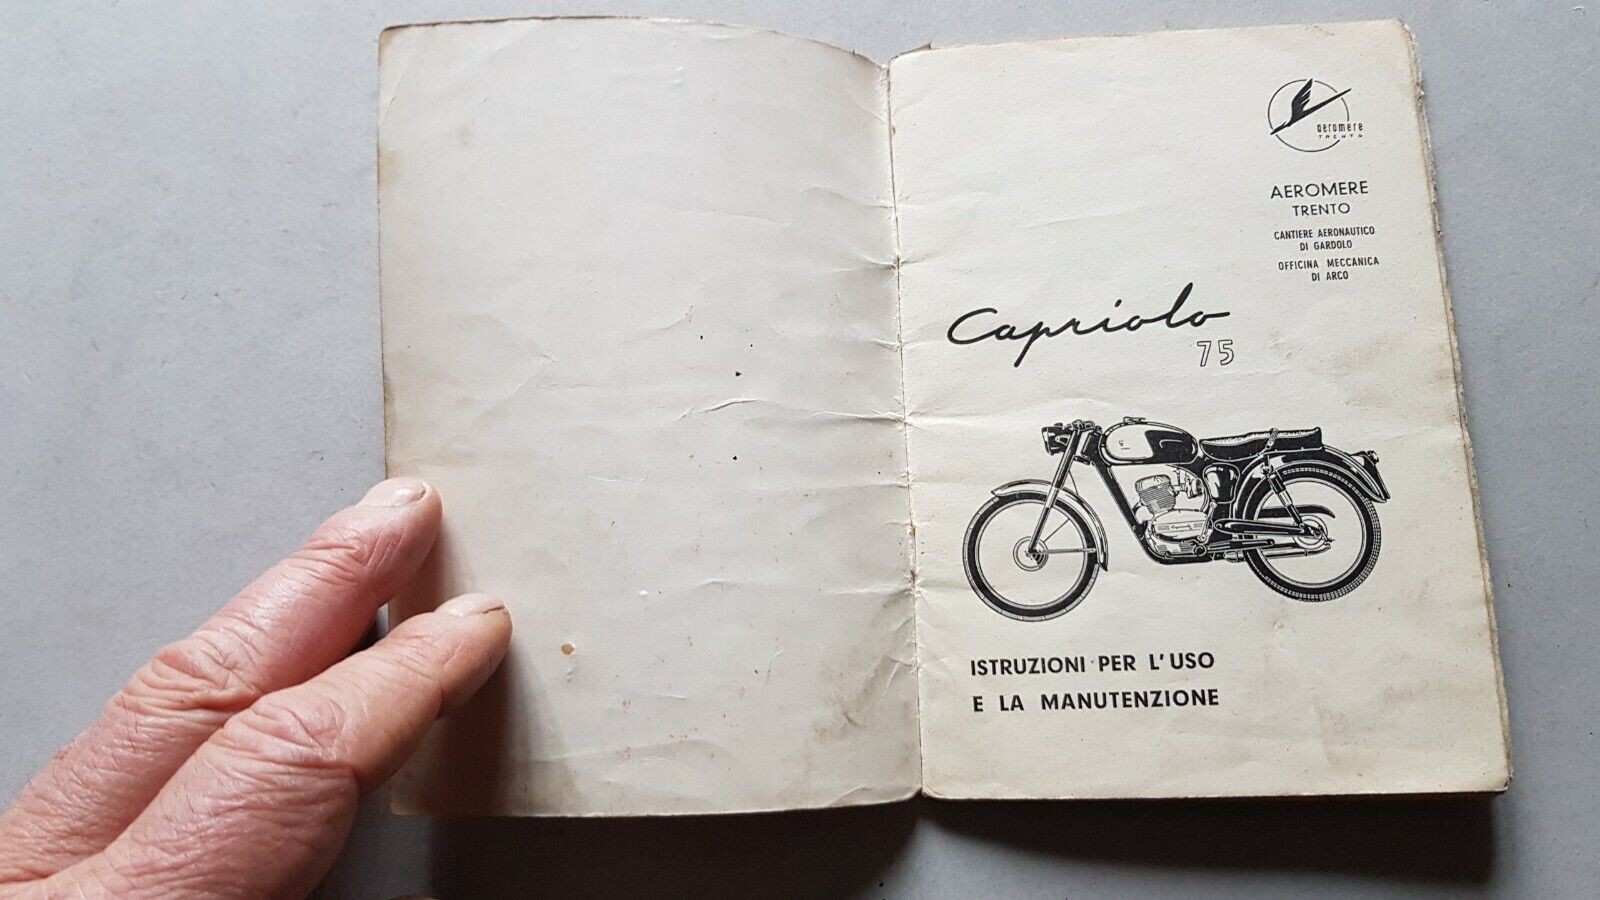 aeromere
TRENTO
AEROMERE
TRENTO
CANTIERE AERONAUTICO
DI GARDOLO
OFFICINA MECCANICA
DI ARCO
Capriolo
75
Capriolo
ISTRUZIONI PER L'USO
E LA MANUTENZIONE